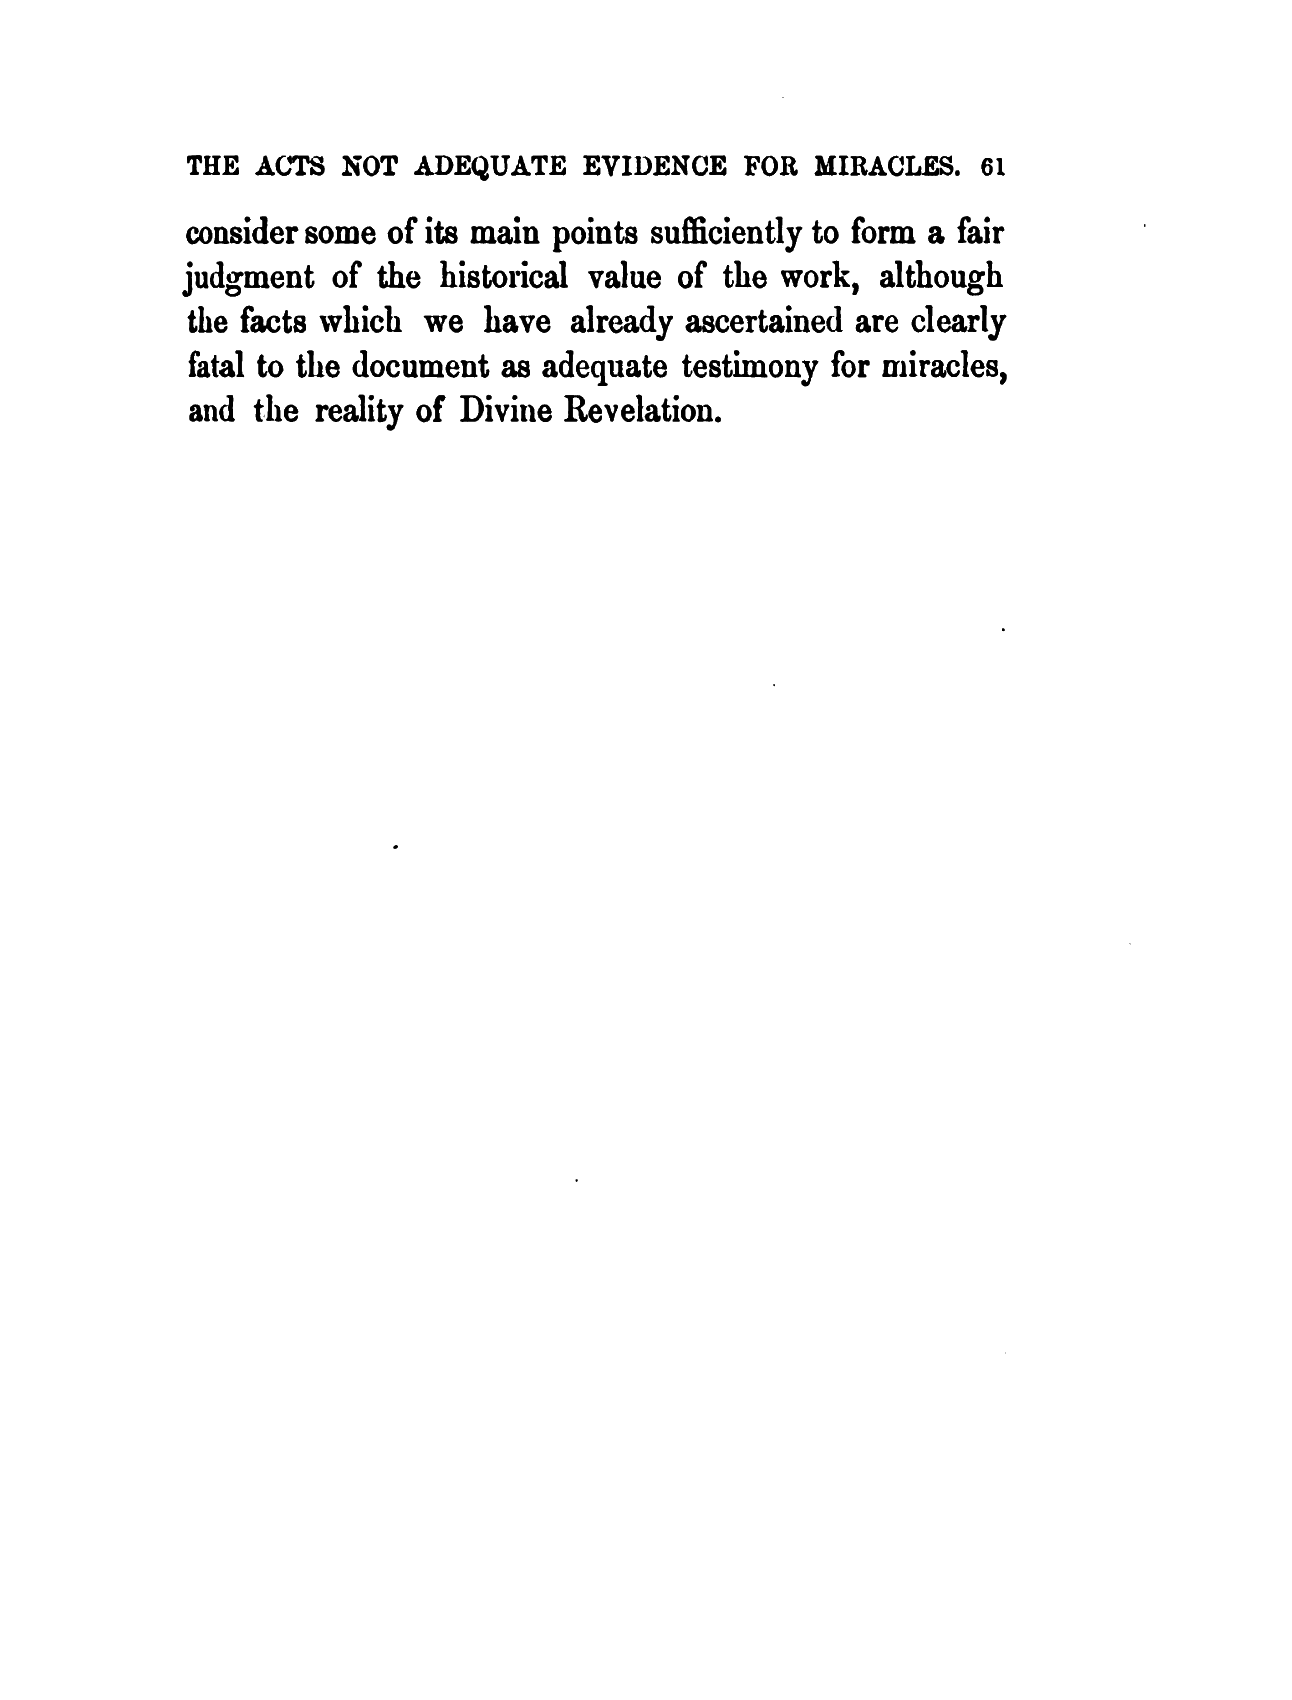 THE ACTS NOT ADEQUATE EVIDENCE FOR MIRACLES. 61
consider some of its main points sufficiently to form a fair
judgment of the historical value of the work, although
the facts which we have already ascertained are clearly
fatal to the document as adequate testimony for miracles,
and the reality of Divine Revelation.